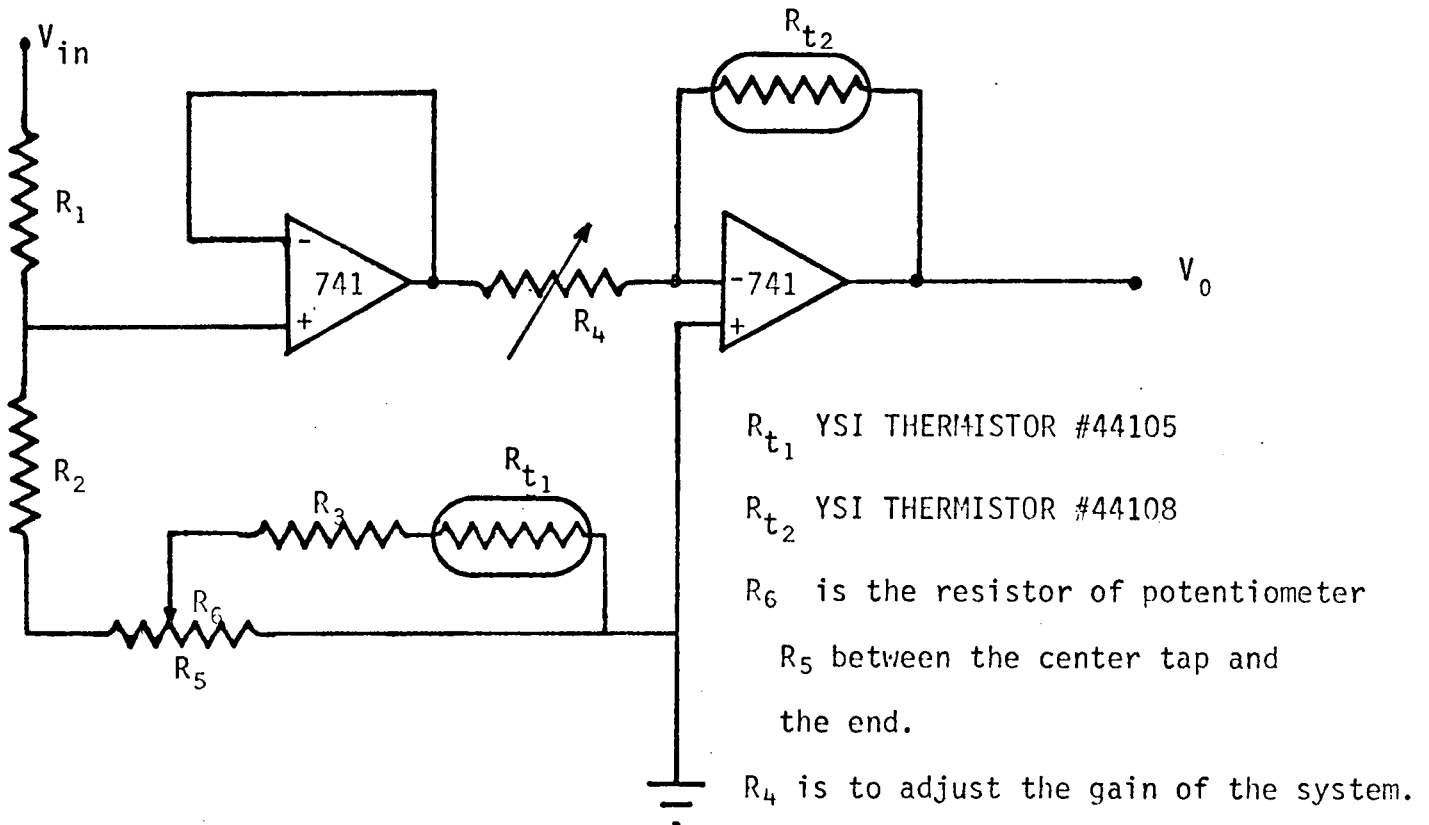 V_in
R_t2
R_1
-
741
+
R_4
-741
+
V_0
R_2
R_3
R_t1
R_6
R_5
R_t1 YSI THERMISTOR #44105
R_t2 YSI THERMISTOR #44108
R_6 is the resistor of potentiometer
R_5 between the center tap and
the end.
R_4 is to adjust the gain of the system.